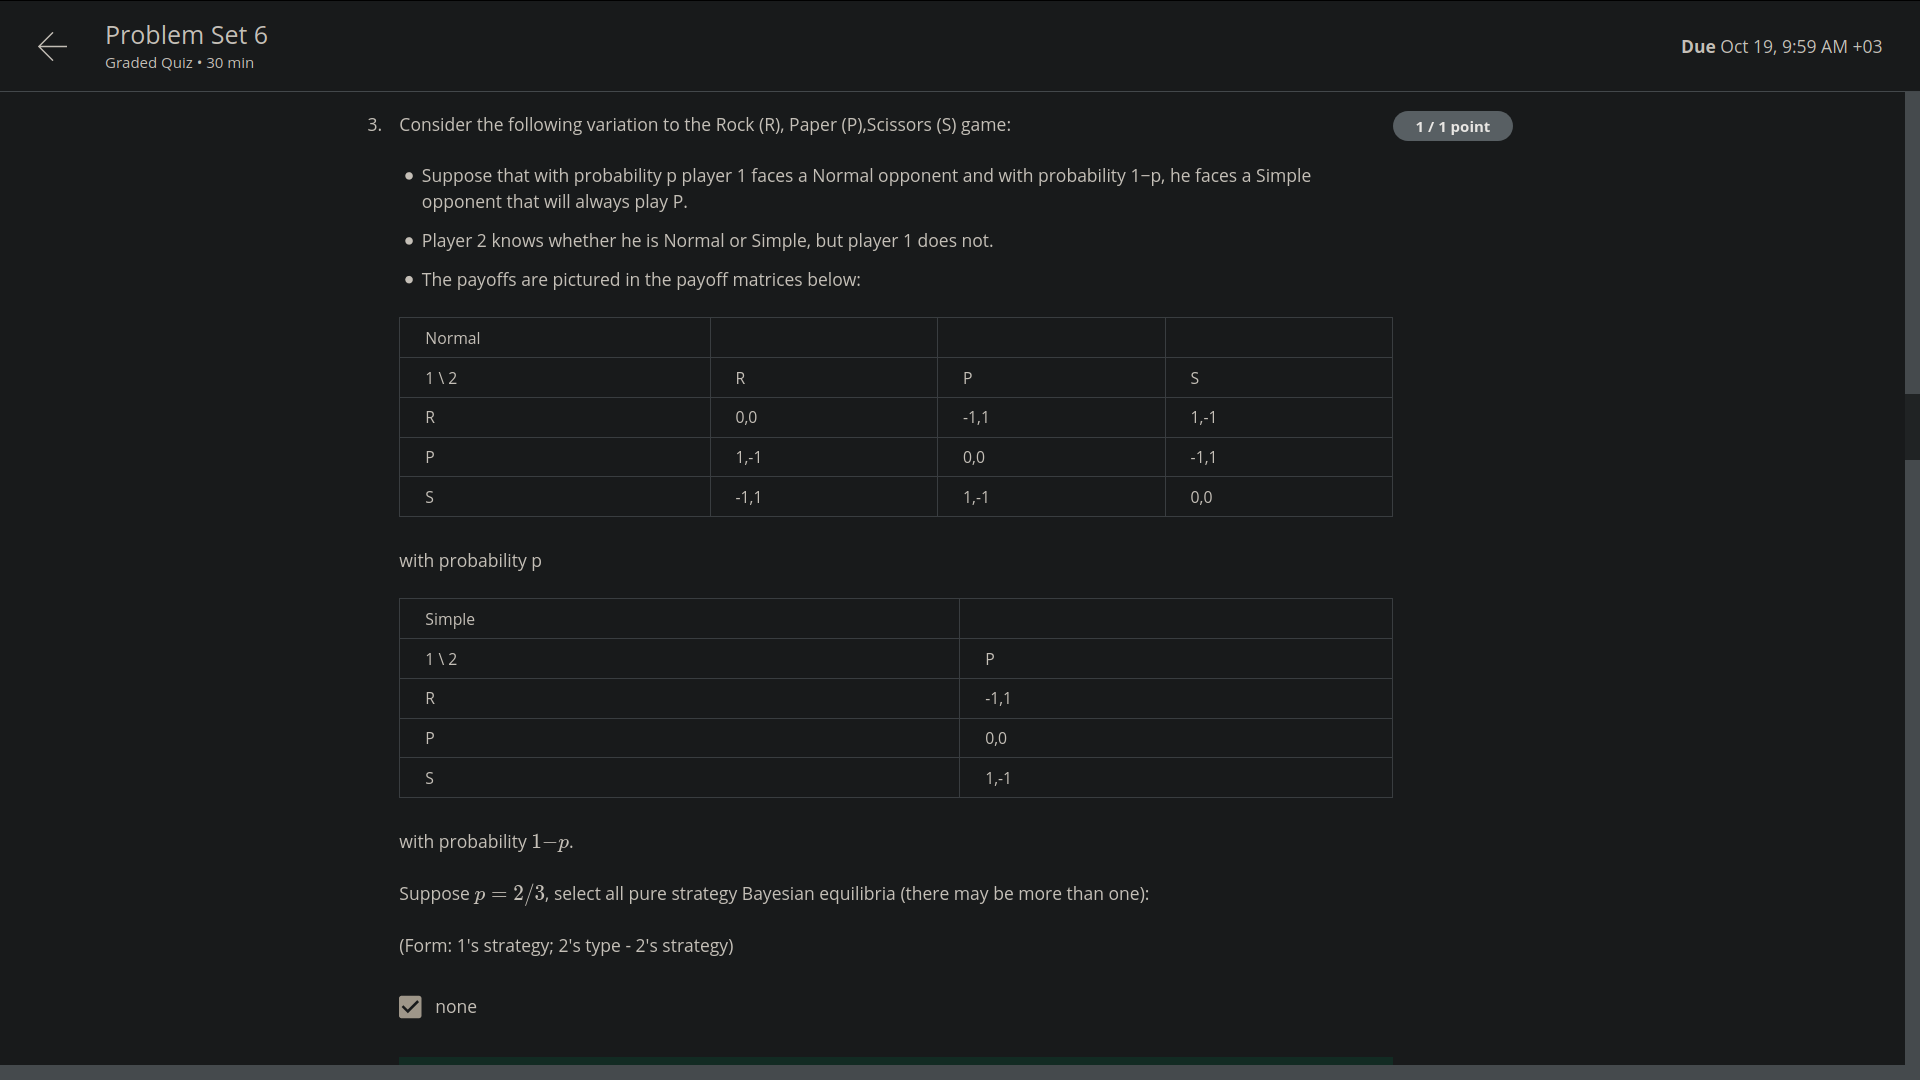 Problem Set 6
Graded Quiz • 30 min
Due Oct 19, 9:59 AM +03
3. Consider the following variation to the Rock (R), Paper (P),Scissors (S) game:
1 / 1 point
• Suppose that with probability p player 1 faces a Normal opponent and with probability 1−p, he faces a Simple
opponent that will always play P.
• Player 2 knows whether he is Normal or Simple, but player 1 does not.
• The payoffs are pictured in the payoff matrices below:
Normal
1 \ 2 R P S
R 0,0 -1,1 1,-1
P 1,-1 0,0 -1,1
S -1,1 1,-1 0,0
with probability p
Simple
1 \ 2 P
R -1,1
P 0,0
S 1,-1
with probability 1−p.
Suppose p = 2/3, select all pure strategy Bayesian equilibria (there may be more than one):
(Form: 1's strategy; 2's type - 2's strategy)
none